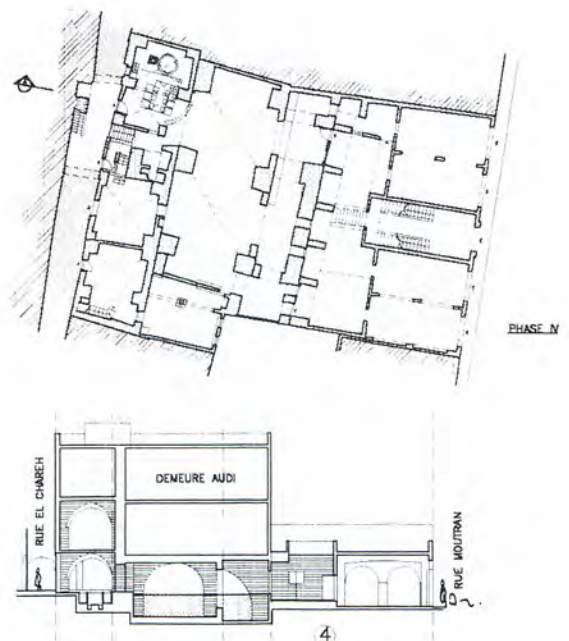 PHASE IV
RUE EL CHAREH
DEMEURE AUDI
RUE MOUTRAN
4